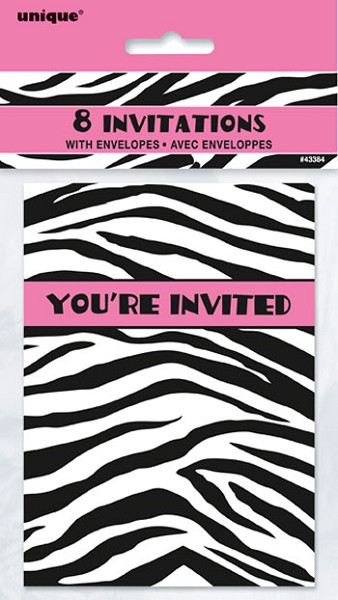 unique®
8 INVITATIONS
WITH ENVELOPES • AVEC ENVELOPPES
#43384
YOU'RE INVITED